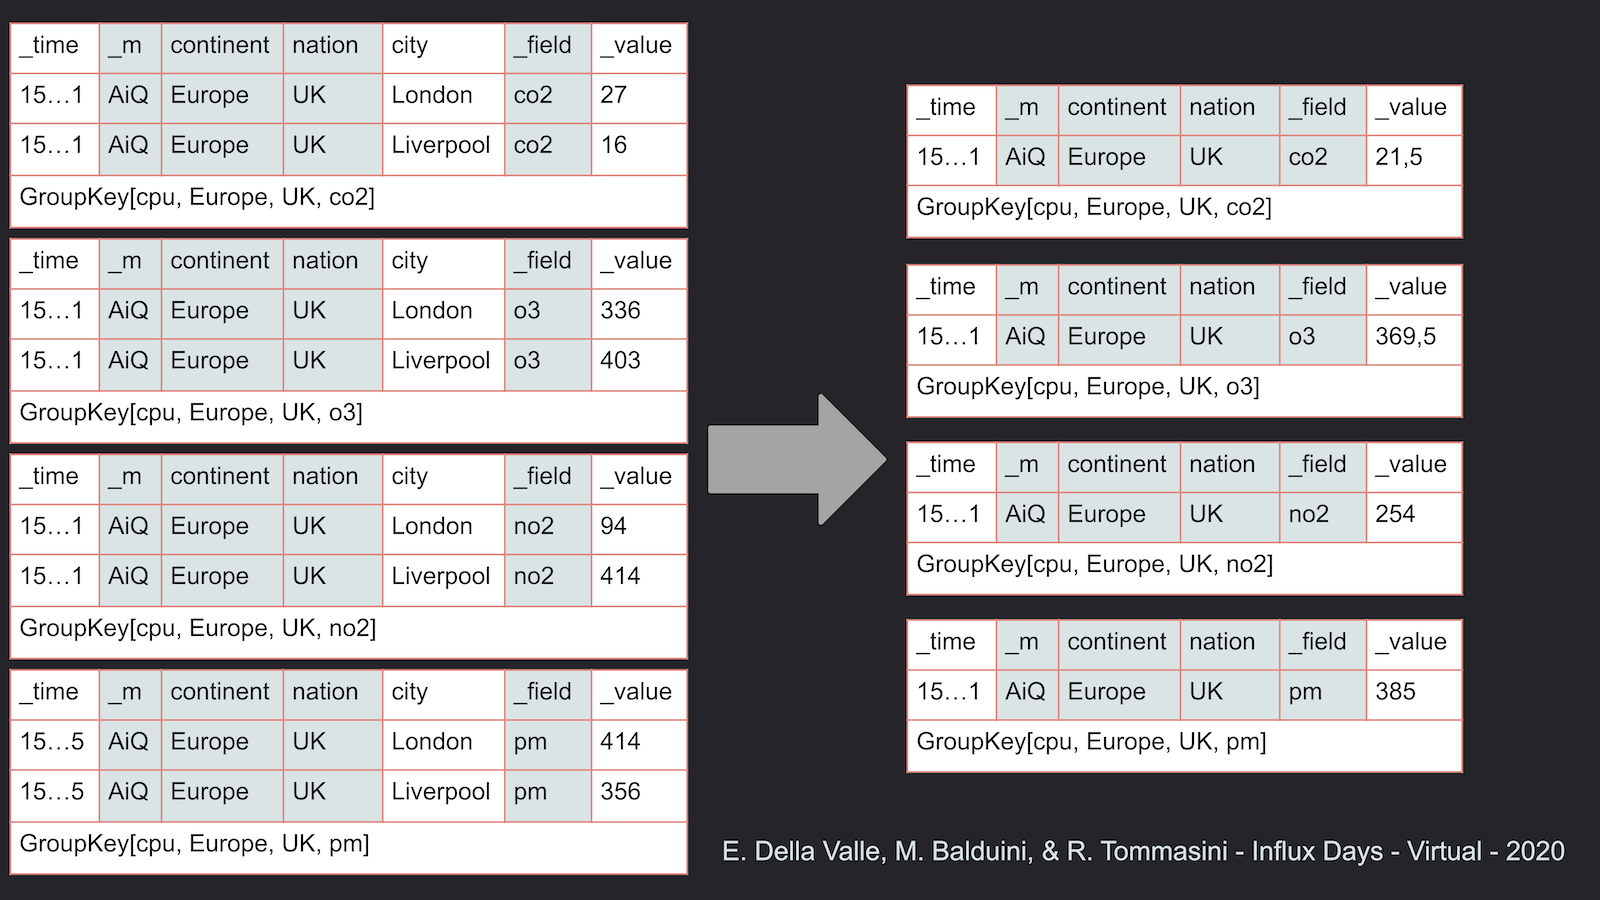 _time _m continent nation city _field _value
15…1 AiQ Europe UK London co2 27
15…1 AiQ Europe UK Liverpool co2 16
GroupKey[cpu, Europe, UK, co2]
_time _m continent nation city _field _value
15…1 AiQ Europe UK London o3 336
15…1 AiQ Europe UK Liverpool o3 403
GroupKey[cpu, Europe, UK, o3]
_time _m continent nation city _field _value
15…1 AiQ Europe UK London no2 94
15…1 AiQ Europe UK Liverpool no2 414
GroupKey[cpu, Europe, UK, no2]
_time _m continent nation city _field _value
15…5 AiQ Europe UK London pm 414
15…5 AiQ Europe UK Liverpool pm 356
GroupKey[cpu, Europe, UK, pm]
_time _m continent nation _field _value
15…1 AiQ Europe UK co2 21,5
GroupKey[cpu, Europe, UK, co2]
_time _m continent nation _field _value
15…1 AiQ Europe UK o3 369,5
GroupKey[cpu, Europe, UK, o3]
_time _m continent nation _field _value
15…1 AiQ Europe UK no2 254
GroupKey[cpu, Europe, UK, no2]
_time _m continent nation _field _value
15…1 AiQ Europe UK pm 385
GroupKey[cpu, Europe, UK, pm]
E. Della Valle, M. Balduini, & R. Tommasini - Influx Days - Virtual - 2020